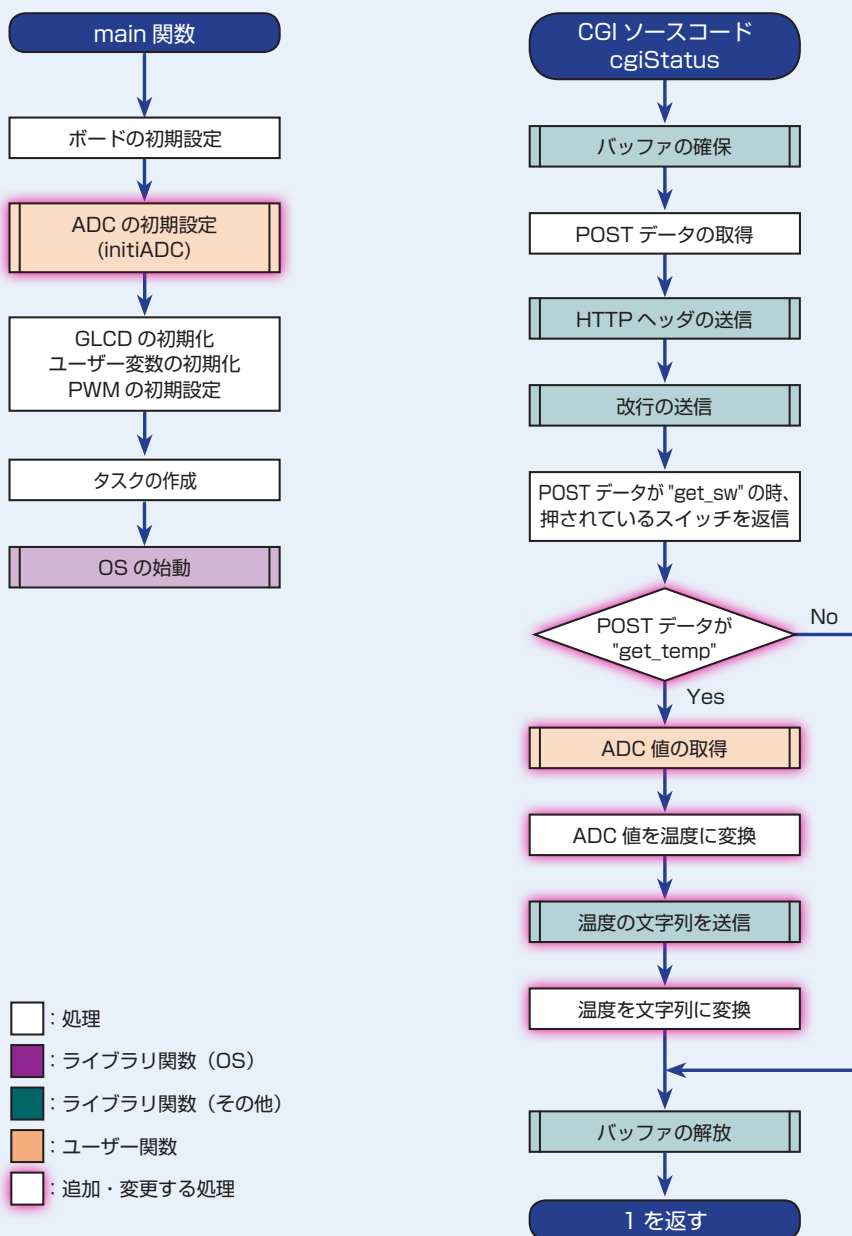 main 関数
ボードの初期設定
ADC の初期設定
(initiADC)
GLCD の初期化
ユーザー変数の初期化
PWM の初期設定
タスクの作成
OS の始動
CGI ソースコード
cgiStatus
バッファの確保
POST データの取得
HTTP ヘッダの送信
改行の送信
POST データが "get_sw" の時、
押されているスイッチを返信
POST データが
"get_temp"
No
Yes
ADC 値の取得
ADC 値を温度に変換
温度の文字列を送信
温度を文字列に変換
バッファの解放
1 を返す
：処理
：ライブラリ関数（OS）
：ライブラリ関数（その他）
：ユーザー関数
：追加・変更する処理